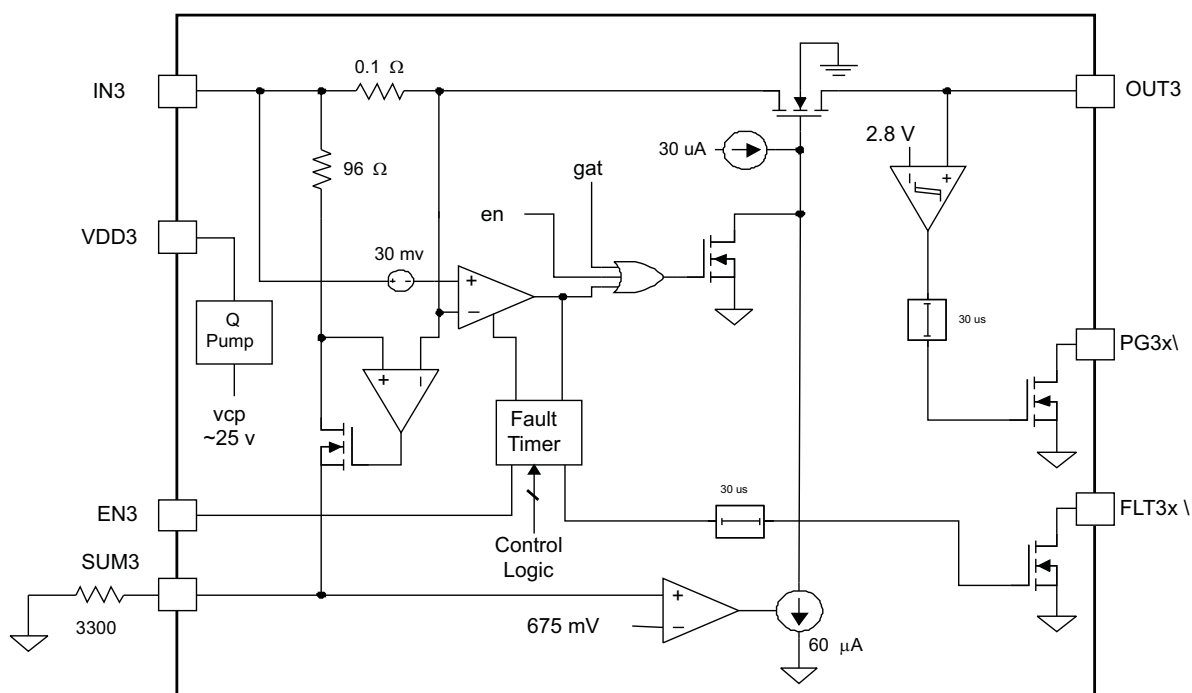 0.1 Ω
IN3
OUT3
2.8 V
30 uA
96 Ω
gat
−
+
en
VDD3
30 mv
+ -
+
−
Q
Pump
30 us
PG3x\
+
−
vcp
~25 v
Fault
Timer
30 us
FLT3x \
EN3
Control
Logic
SUM3
3300
+
675 mV
−
60 μA